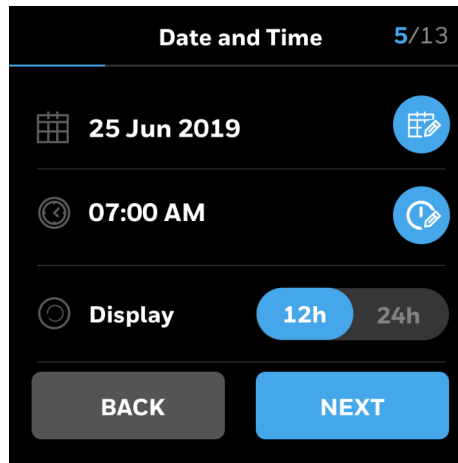 Date and Time 5/13
25 Jun 2019
07:00 AM
Display 12h 24h
BACK NEXT